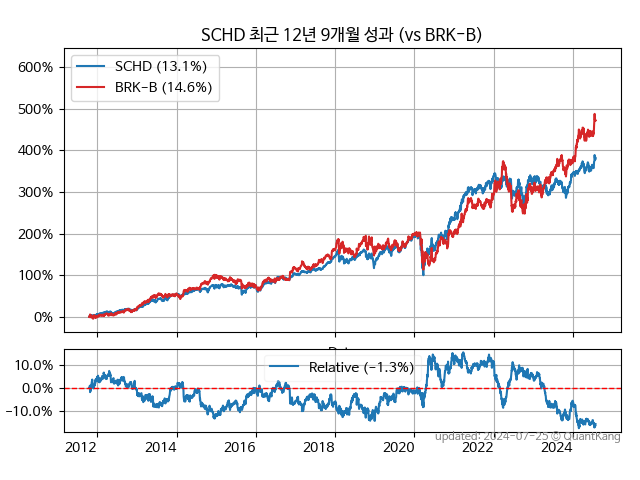 SCHD 최근 12년 9개월 성과 (vs BRK-B)
SCHD (13.1%)
BRK-B (14.6%)
600%
500%
400%
300%
200%
100%
0%
Relative (-1.3%)
10.0%
0.0%
-10.0%
updated: 2024-07-25 © QuantKang
2012 2014 2016 2018 2020 2022 2024